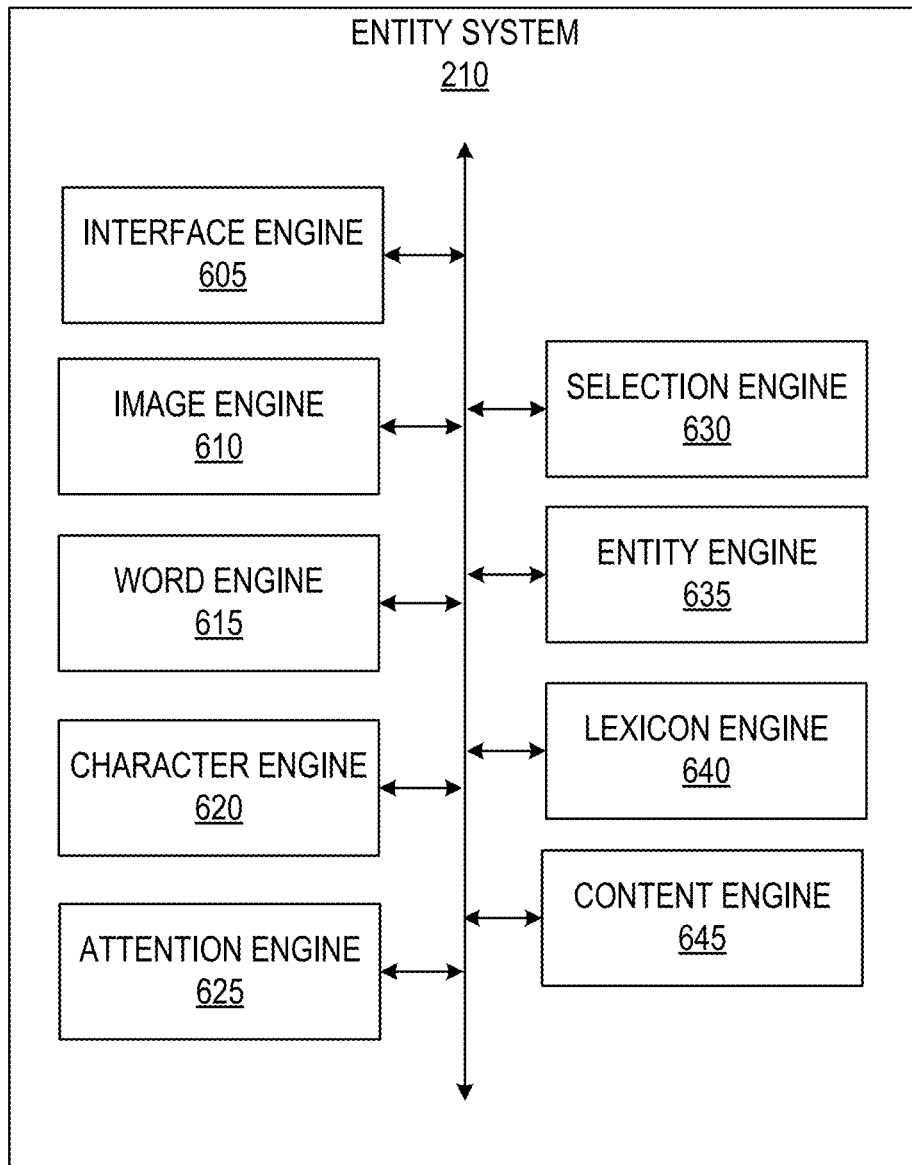 ENTITY SYSTEM
210
INTERFACE ENGINE
605
IMAGE ENGINE
610
WORD ENGINE
615
CHARACTER ENGINE
620
ATTENTION ENGINE
625
SELECTION ENGINE
630
ENTITY ENGINE
635
LEXICON ENGINE
640
CONTENT ENGINE
645